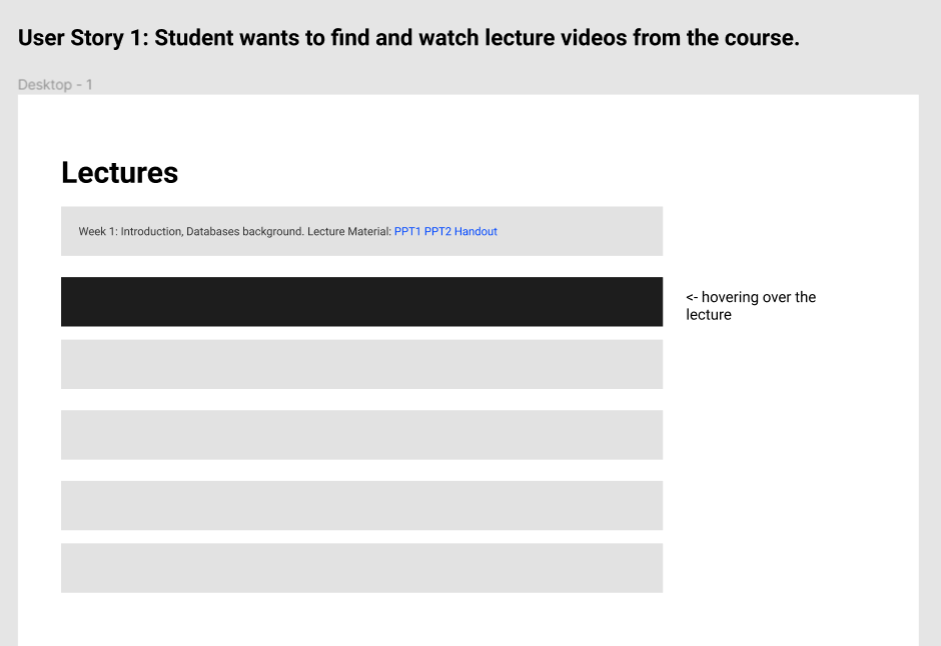 User Story 1: Student wants to find and watch lecture videos from the course.
Desktop - 1
Lectures
Week 1: Introduction, Databases background. Lecture Material: PPT1 PPT2 Handout
<- hovering over the
lecture